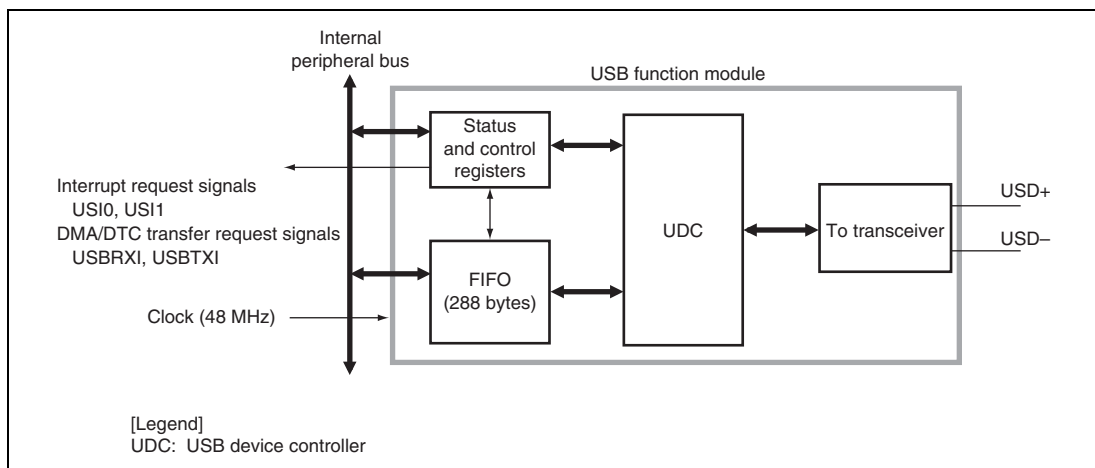 Internal
peripheral bus
USB function module
Status
and control
registers
Interrupt request signals
USI0, USI1
DMA/DTC transfer request signals
USBRXI, USBTXI
FIFO
(288 bytes)
Clock (48 MHz)
UDC
To transceiver
USD+
USD–
[Legend]
UDC: USB device controller